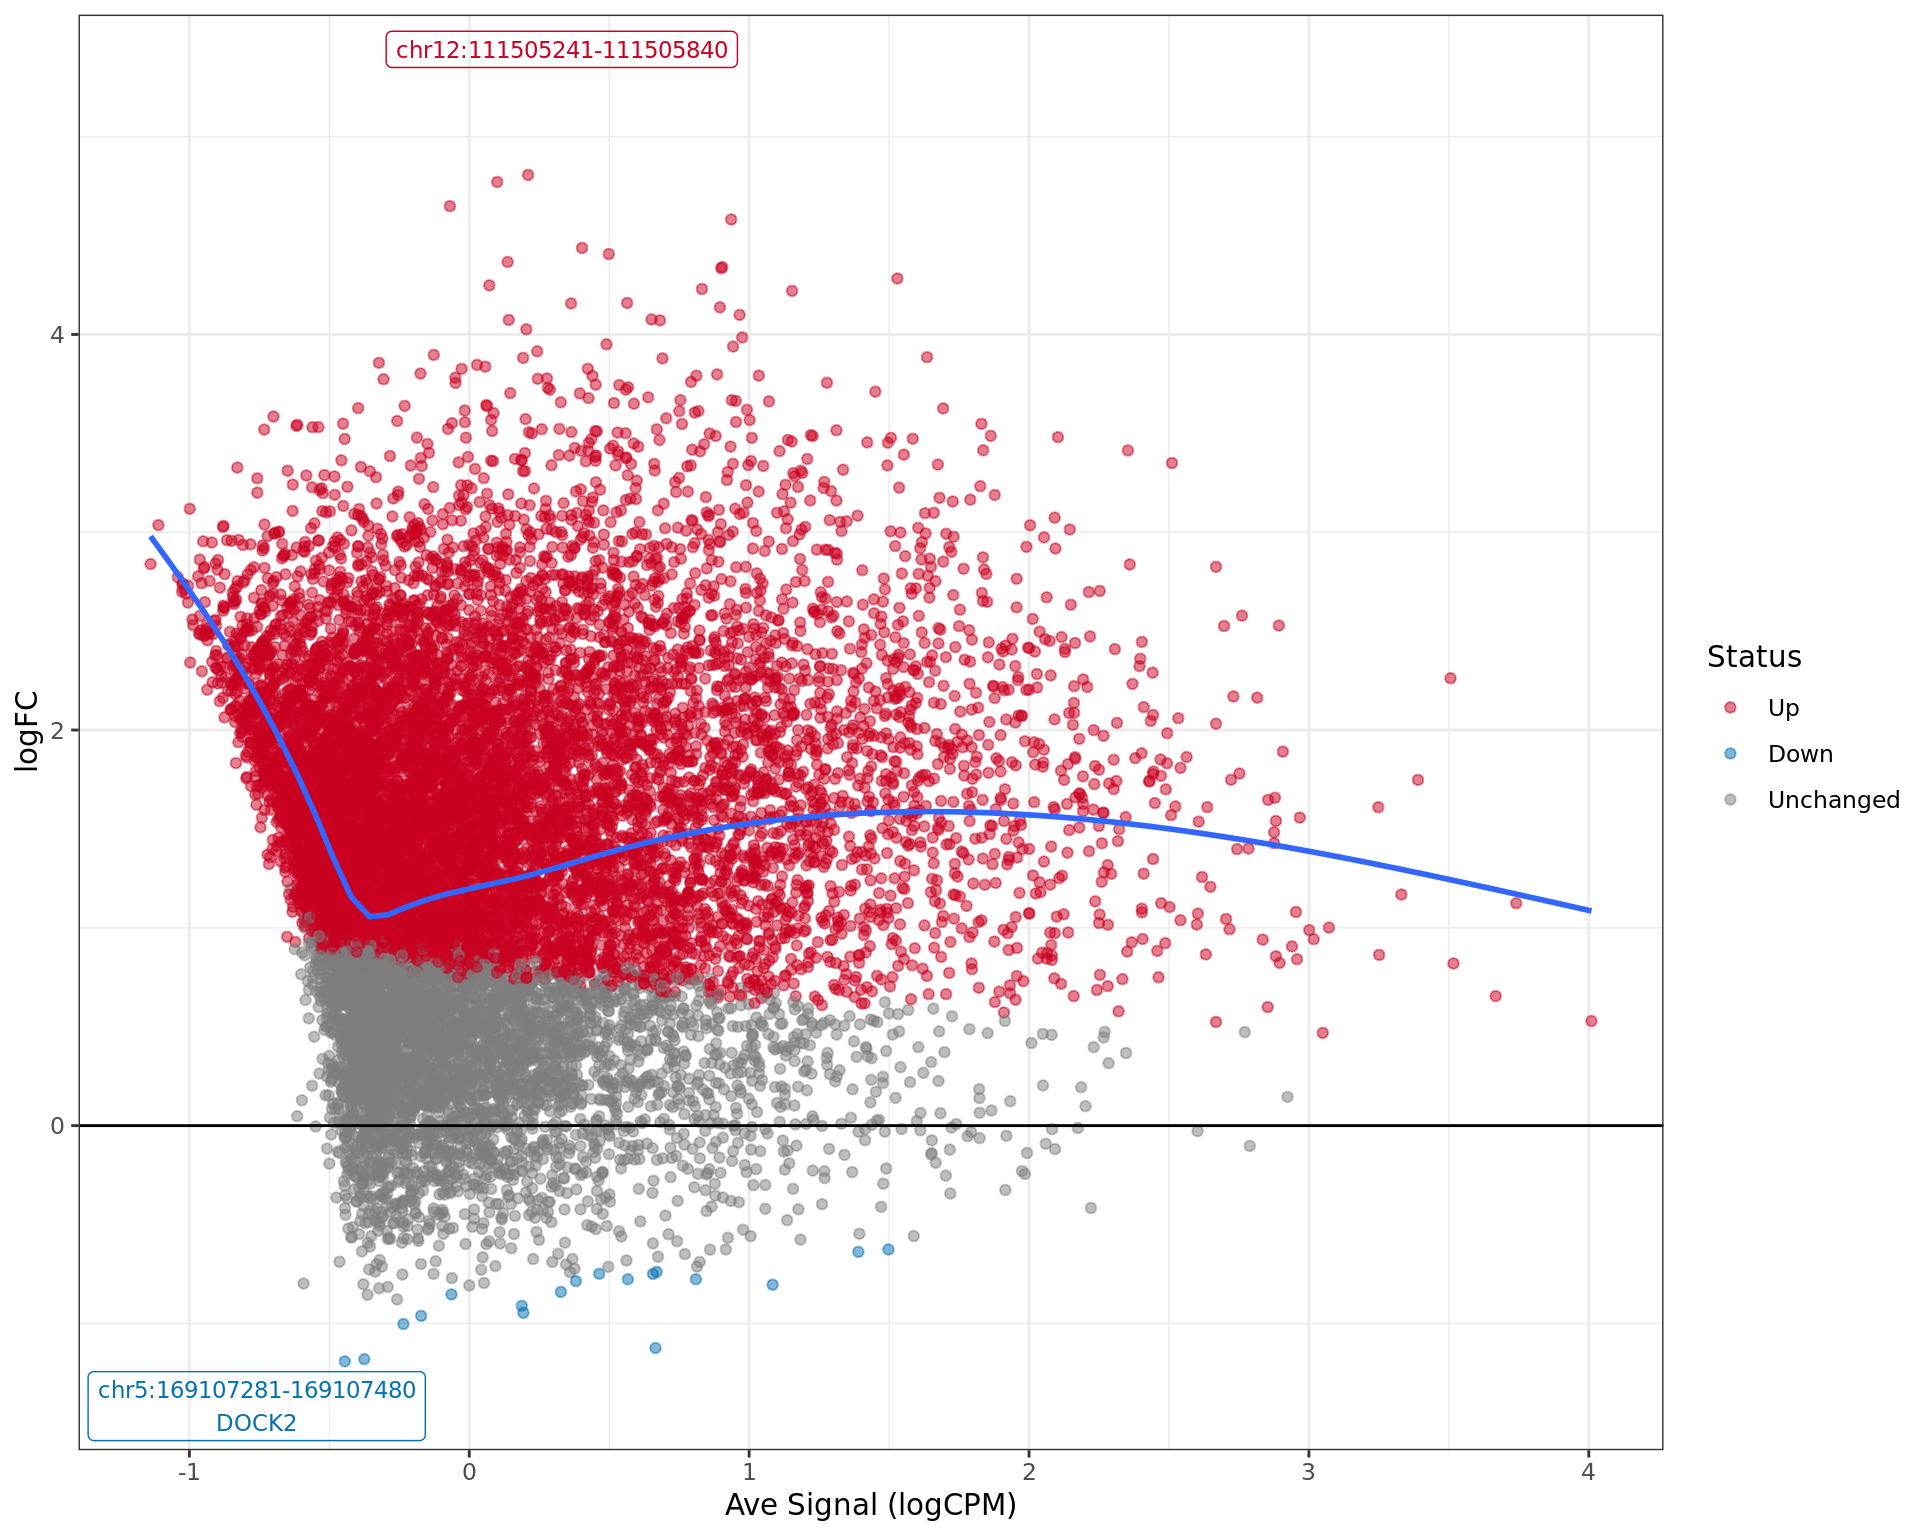 chr12:111505241-111505840
4
2
0
logFC
chr5:169107281-169107480
DOCK2
-1
0
1
2
3
4
Ave Signal (logCPM)
Status
Up
Down
Unchanged